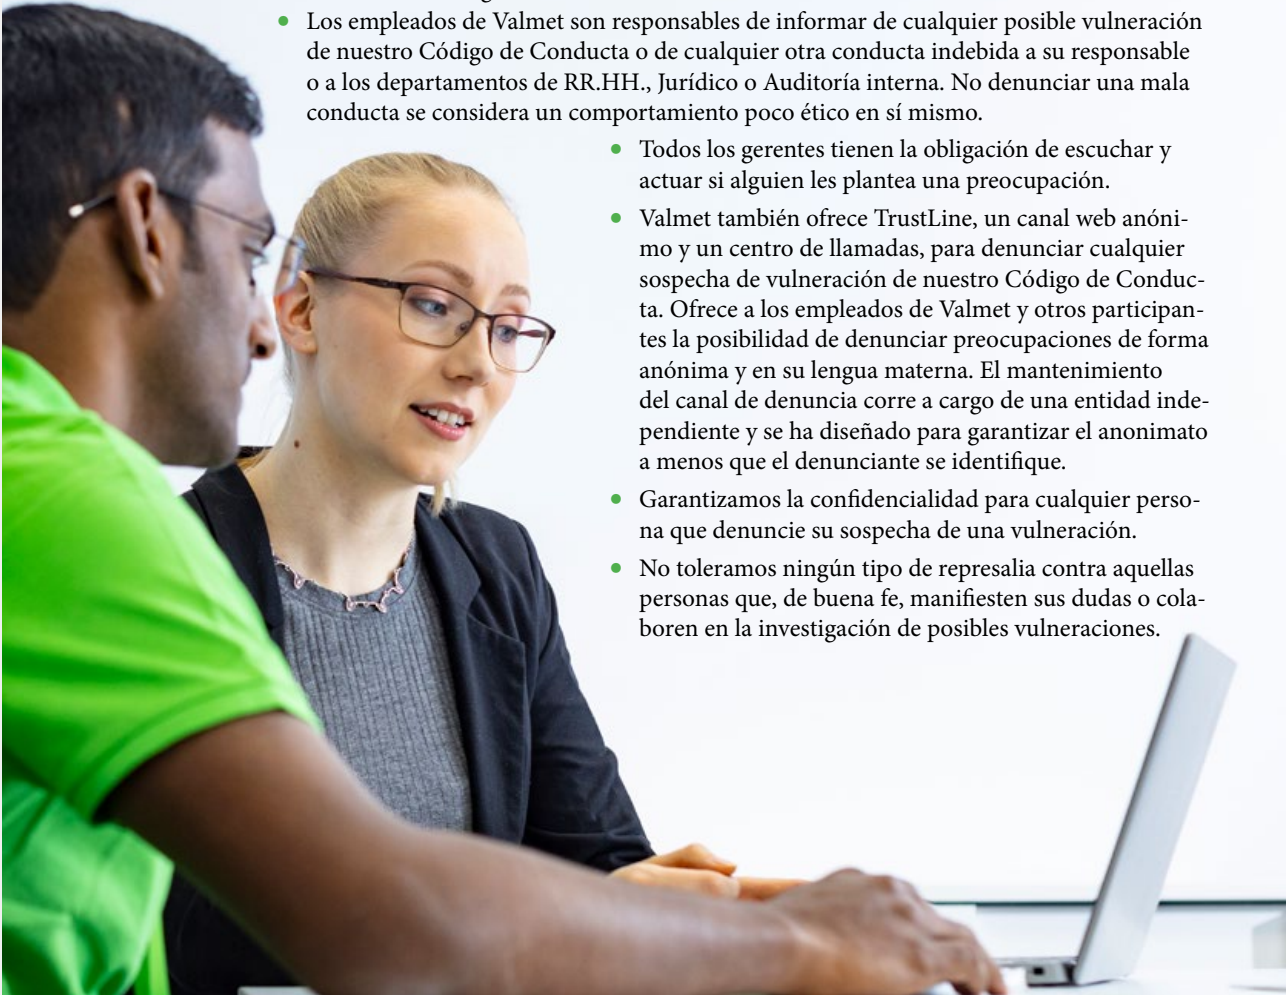 Los empleados de Valmet son responsables de informar de cualquier posible vulneración
de nuestro Código de Conducta o de cualquier otra conducta indebida a su responsable
o a los departamentos de RR.HH., Jurídico o Auditoría interna. No denunciar una mala
conducta se considera un comportamiento poco ético en sí mismo.
Todos los gerentes tienen la obligación de escuchar y
actuar si alguien les plantea una preocupación.
Valmet también ofrece TrustLine, un canal web anóni-
mo y un centro de llamadas, para denunciar cualquier
sospecha de vulneración de nuestro Código de Conduc-
ta. Ofrece a los empleados de Valmet y otros participan-
tes la posibilidad de denunciar preocupaciones de forma
anónima y en su lengua materna. El mantenimiento
del canal de denuncia corre a cargo de una entidad inde-
pendiente y se ha diseñado para garantizar el anonimato
a menos que el denunciante se identifique.
Garantizamos la confidencialidad para cualquier perso-
na que denuncie su sospecha de una vulneración.
No toleramos ningún tipo de represalia contra aquellas
personas que, de buena fe, manifiesten sus dudas o cola-
boren en la investigación de posibles vulneraciones.